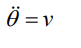 θ̈ = v